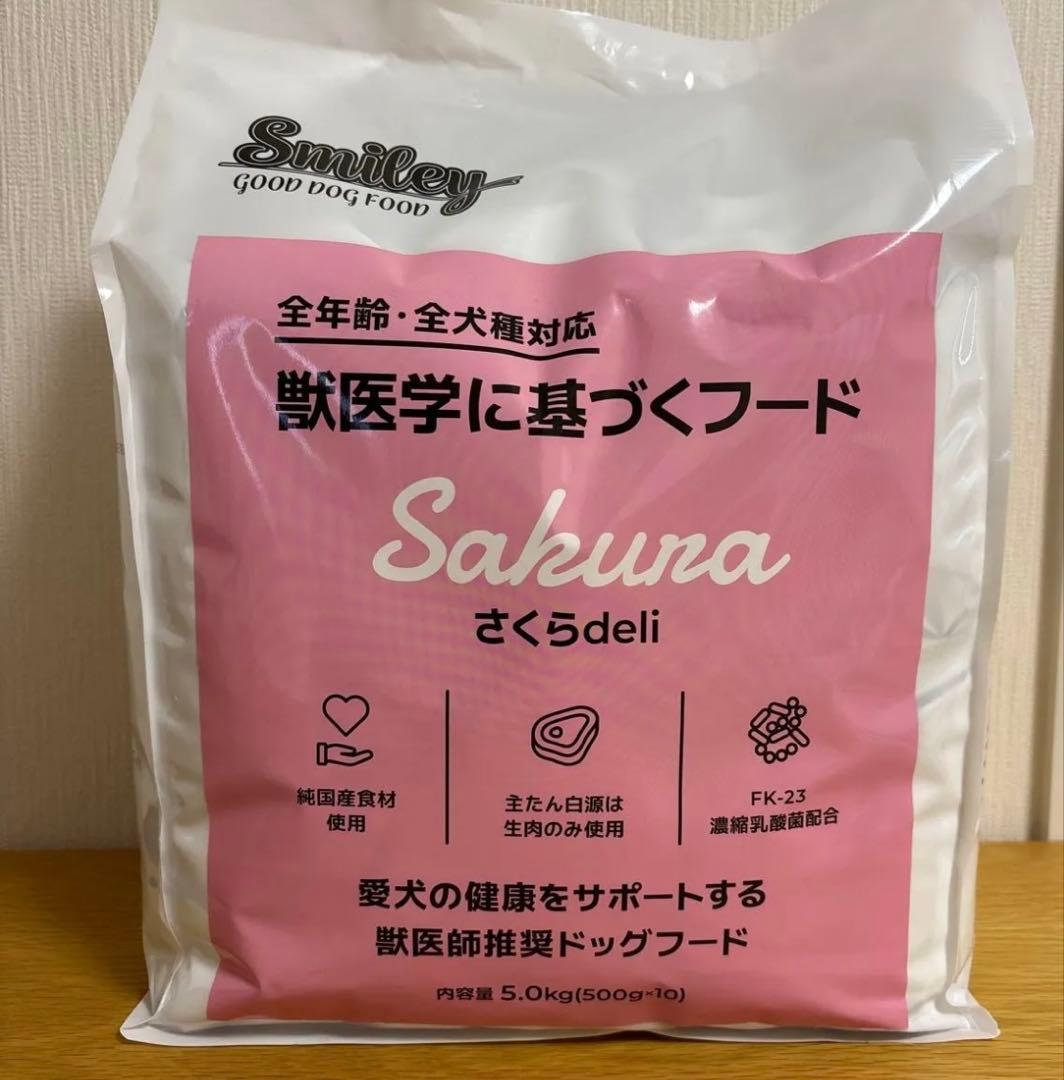 Smiley
GOOD DOG FOOD
全年齢・全犬種対応
獣医学に基づくフード
Sakura
さくらdeli
純国産食材
使用
主たん白源は
生肉のみ使用
FK-23
濃縮乳酸菌配合
愛犬の健康をサポートする
獣医師推奨ドッグフード
内容量 5.0kg(500g×10)